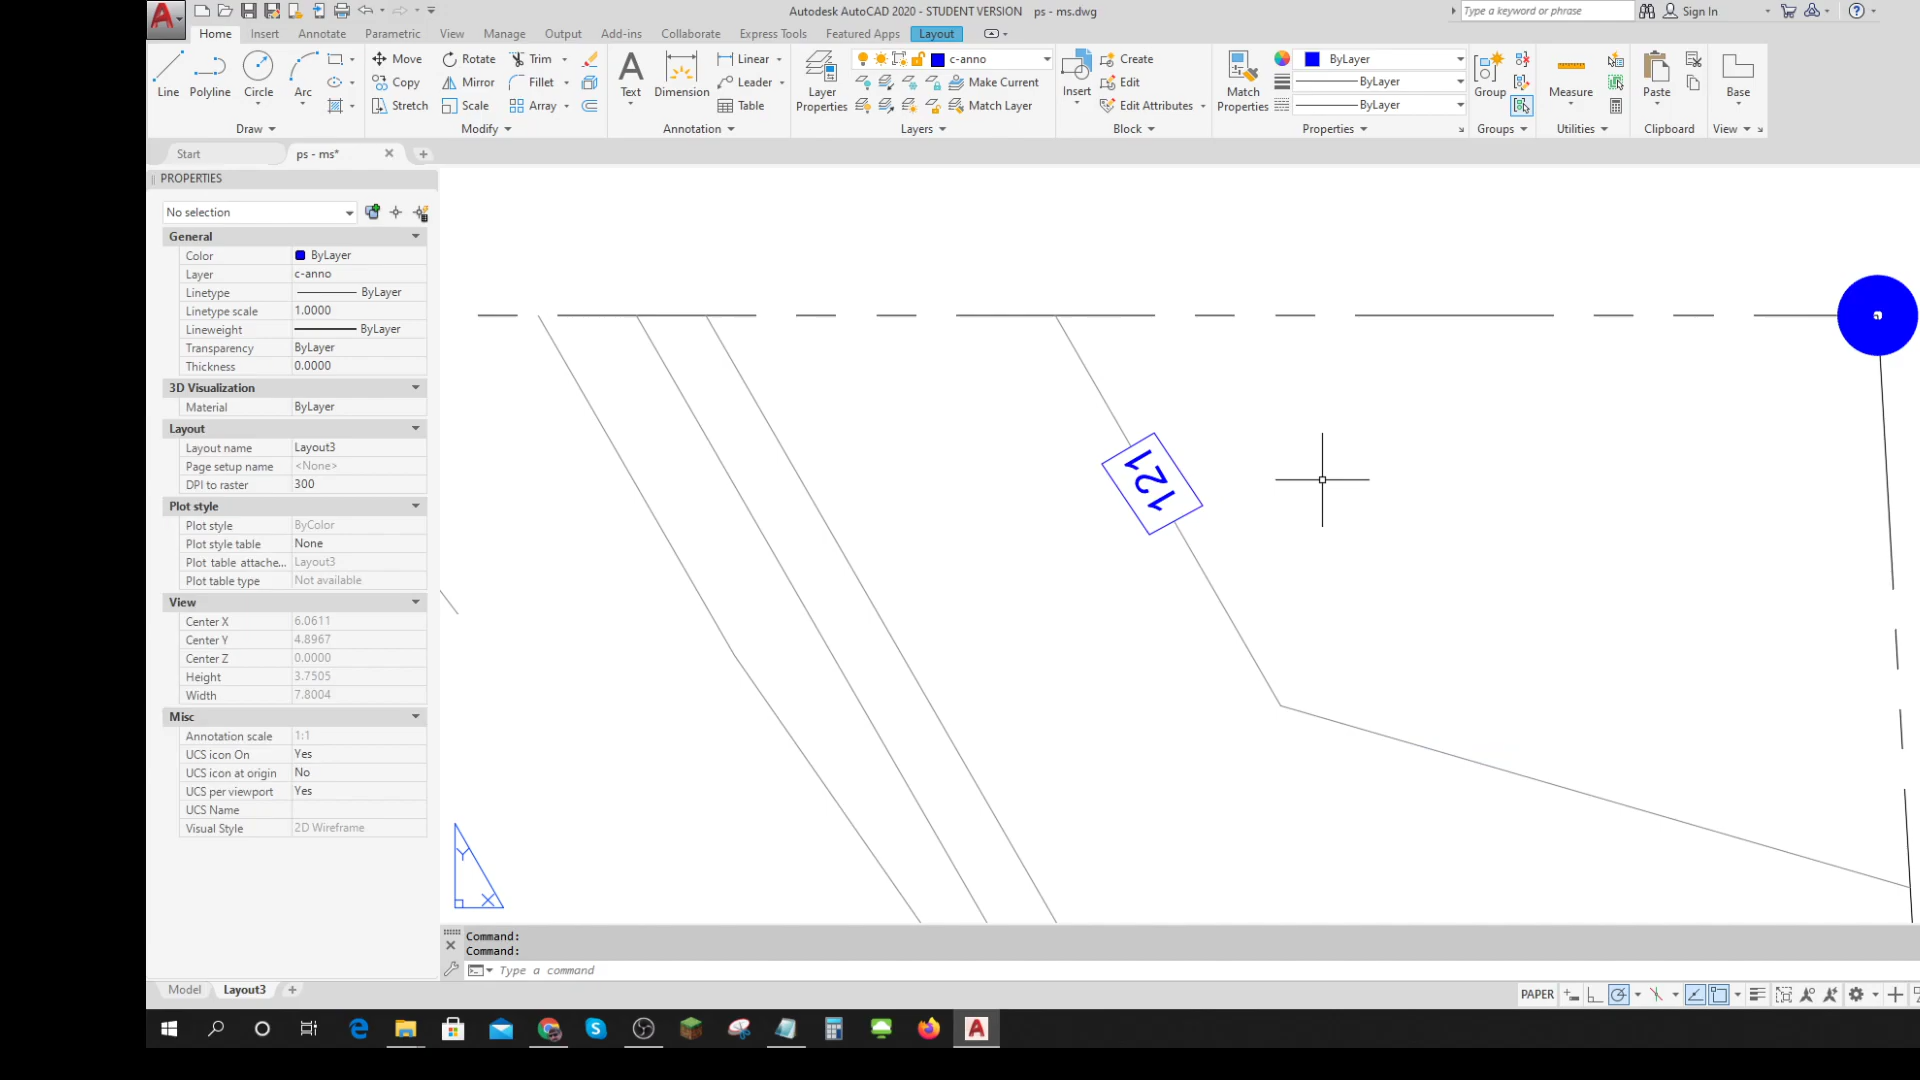 Autodesk AutoCAD 2020 - STUDENT VERSION ps - ms.dwg
Type a keyword or phrase
Sign In
Home Insert Annotate Parametric View Manage Output Add-ins Collaborate Express Tools Featured Apps Layout
Line Polyline Circle Arc
Move Rotate Trim
Copy Mirror Fillet
Stretch Scale Array
Text Dimension
Linear
Leader
Table
Layer Properties
c-anno
Make Current
Match Layer
Insert
Create
Edit
Edit Attributes
Match Properties
ByLayer
ByLayer
ByLayer
Group
Measure
Paste
Base
Draw Modify Annotation Layers Block Properties Groups Utilities Clipboard View
Start ps - ms*
PROPERTIES
No selection
General
Color ByLayer
Layer c-anno
Linetype ByLayer
Linetype scale 1.0000
Lineweight ByLayer
Transparency ByLayer
Thickness 0.0000
3D Visualization
Material ByLayer
Layout
Layout name Layout3
Page setup name <None>
DPI to raster 300
Plot style
Plot style ByColor
Plot style table None
Plot table attache... Layout3
Plot table type Not available
View
Center X 6.0611
Center Y 4.8967
Center Z 0.0000
Height 3.7505
Width 7.8004
Misc
Annotation scale 1:1
UCS icon On Yes
UCS icon at origin No
UCS per viewport Yes
UCS Name
Visual Style 2D Wireframe
121
Y
X
Command:
Command:
Type a command
Model Layout3
PAPER